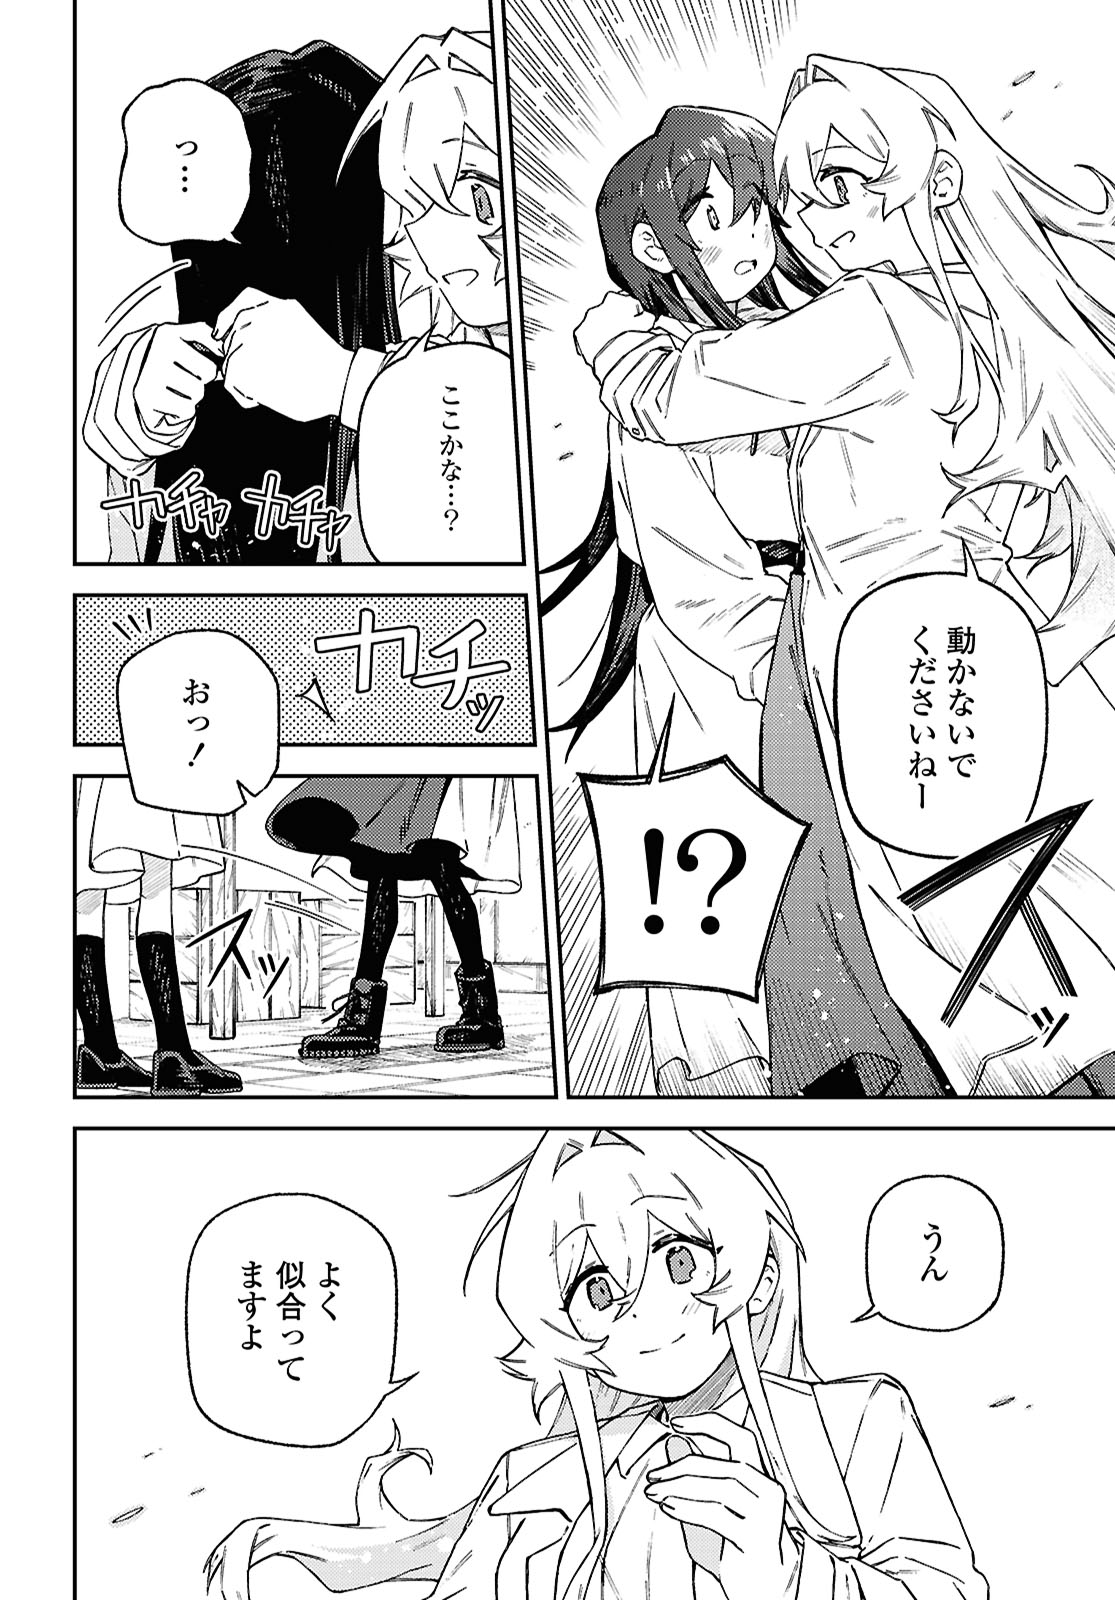 動かないで
くださいねー
スッ
!?
っ…
ここかな…?
カチャ
カチャ
カチッ
おっ!
スッ
うん
よく
似合って
ますよ